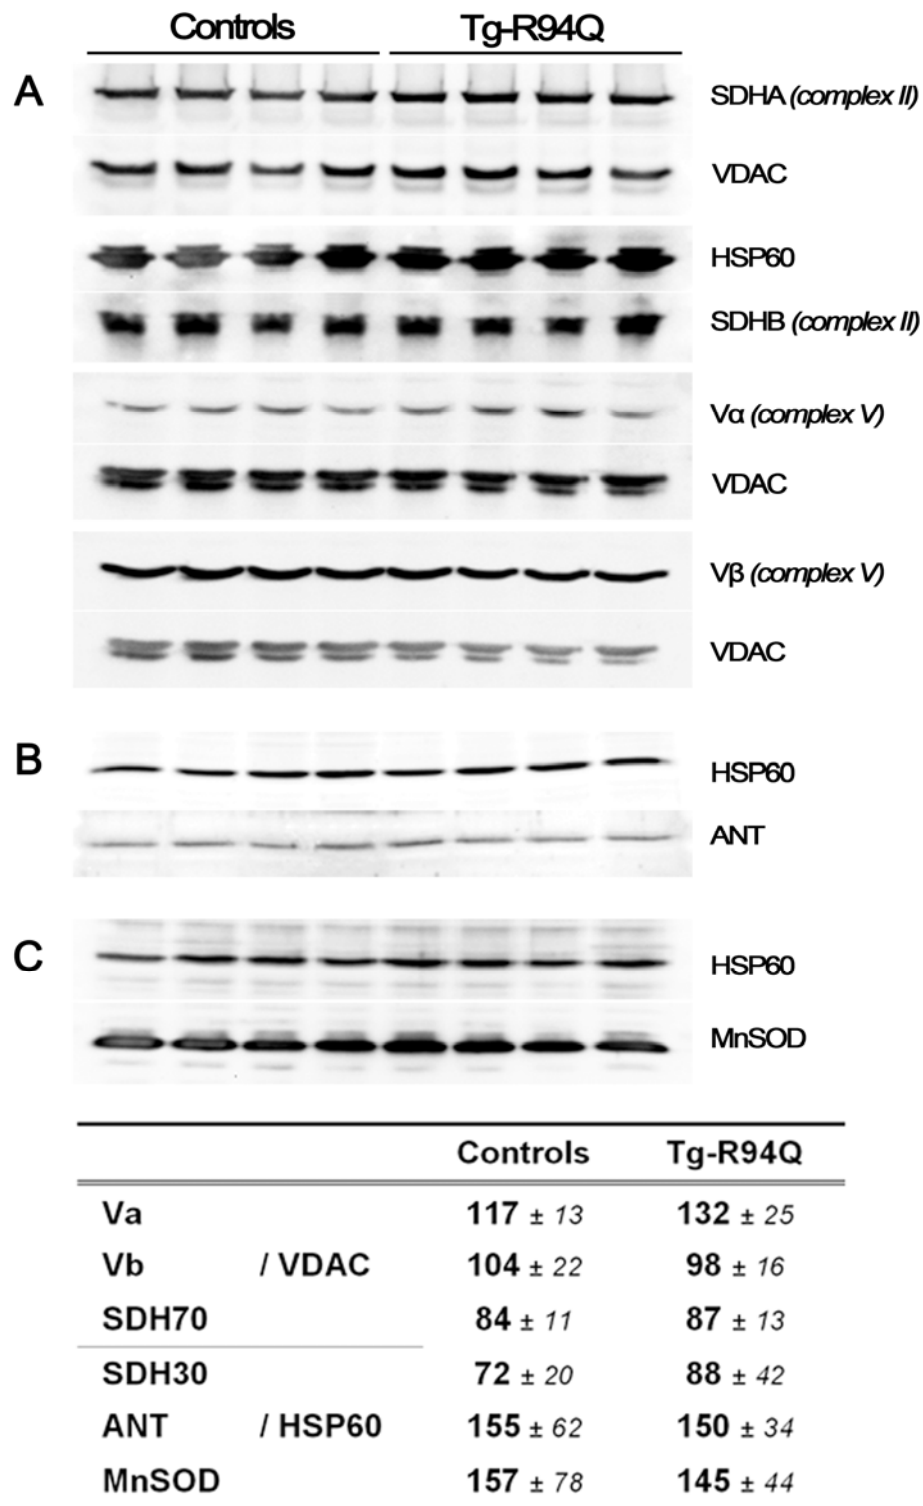 Controls Tg-R94Q
A
SDHA (complex II)
VDAC
HSP60
SDHB (complex II)
Vα (complex V)
VDAC
Vβ (complex V)
VDAC
B
HSP60
ANT
C
HSP60
MnSOD
Controls Tg-R94Q
Va 117 ± 13 132 ± 25
Vb / VDAC 104 ± 22 98 ± 16
SDH70 84 ± 11 87 ± 13
SDH30 72 ± 20 88 ± 42
ANT / HSP60 155 ± 62 150 ± 34
MnSOD 157 ± 78 145 ± 44